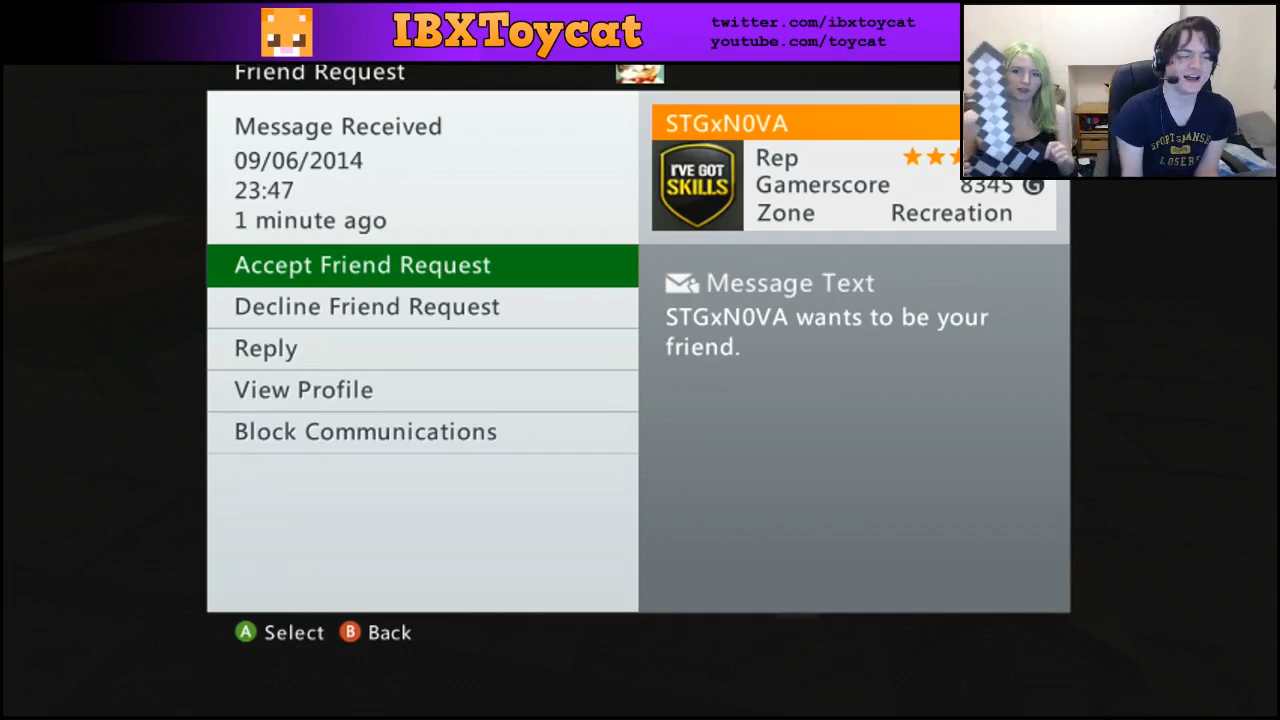 IBXToycat
twitter.com/ibxtoycat
youtube.com/toycat
Friend Request
Message Received
09/06/2014
23:47
1 minute ago
Accept Friend Request
Decline Friend Request
Reply
View Profile
Block Communications
STGxN0VA
I'VE GOT
SKILLS
Rep
Gamerscore 8345 G
Zone Recreation
Message Text
STGxN0VA wants to be your
friend.
A Select B Back
SPORTSMANSHIP
LOSERS